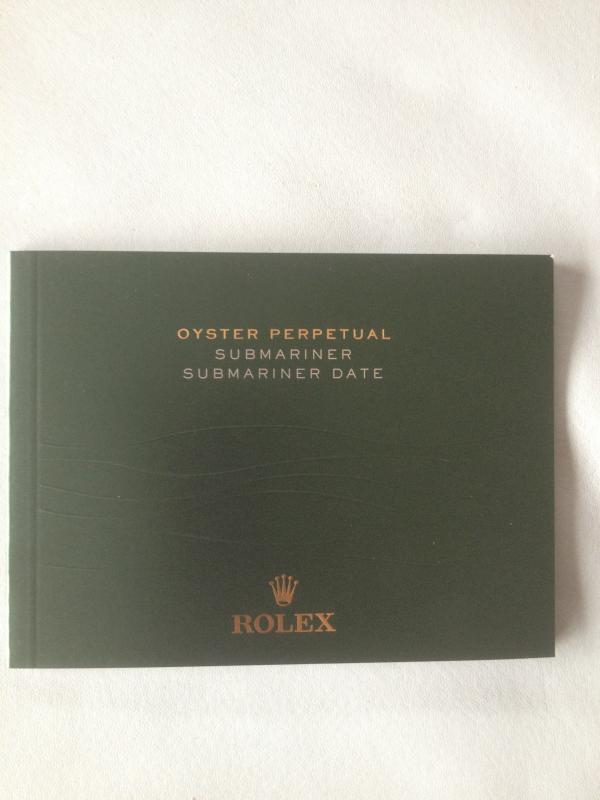 OYSTER PERPETUAL
SUBMARINER
SUBMARINER DATE
ROLEX